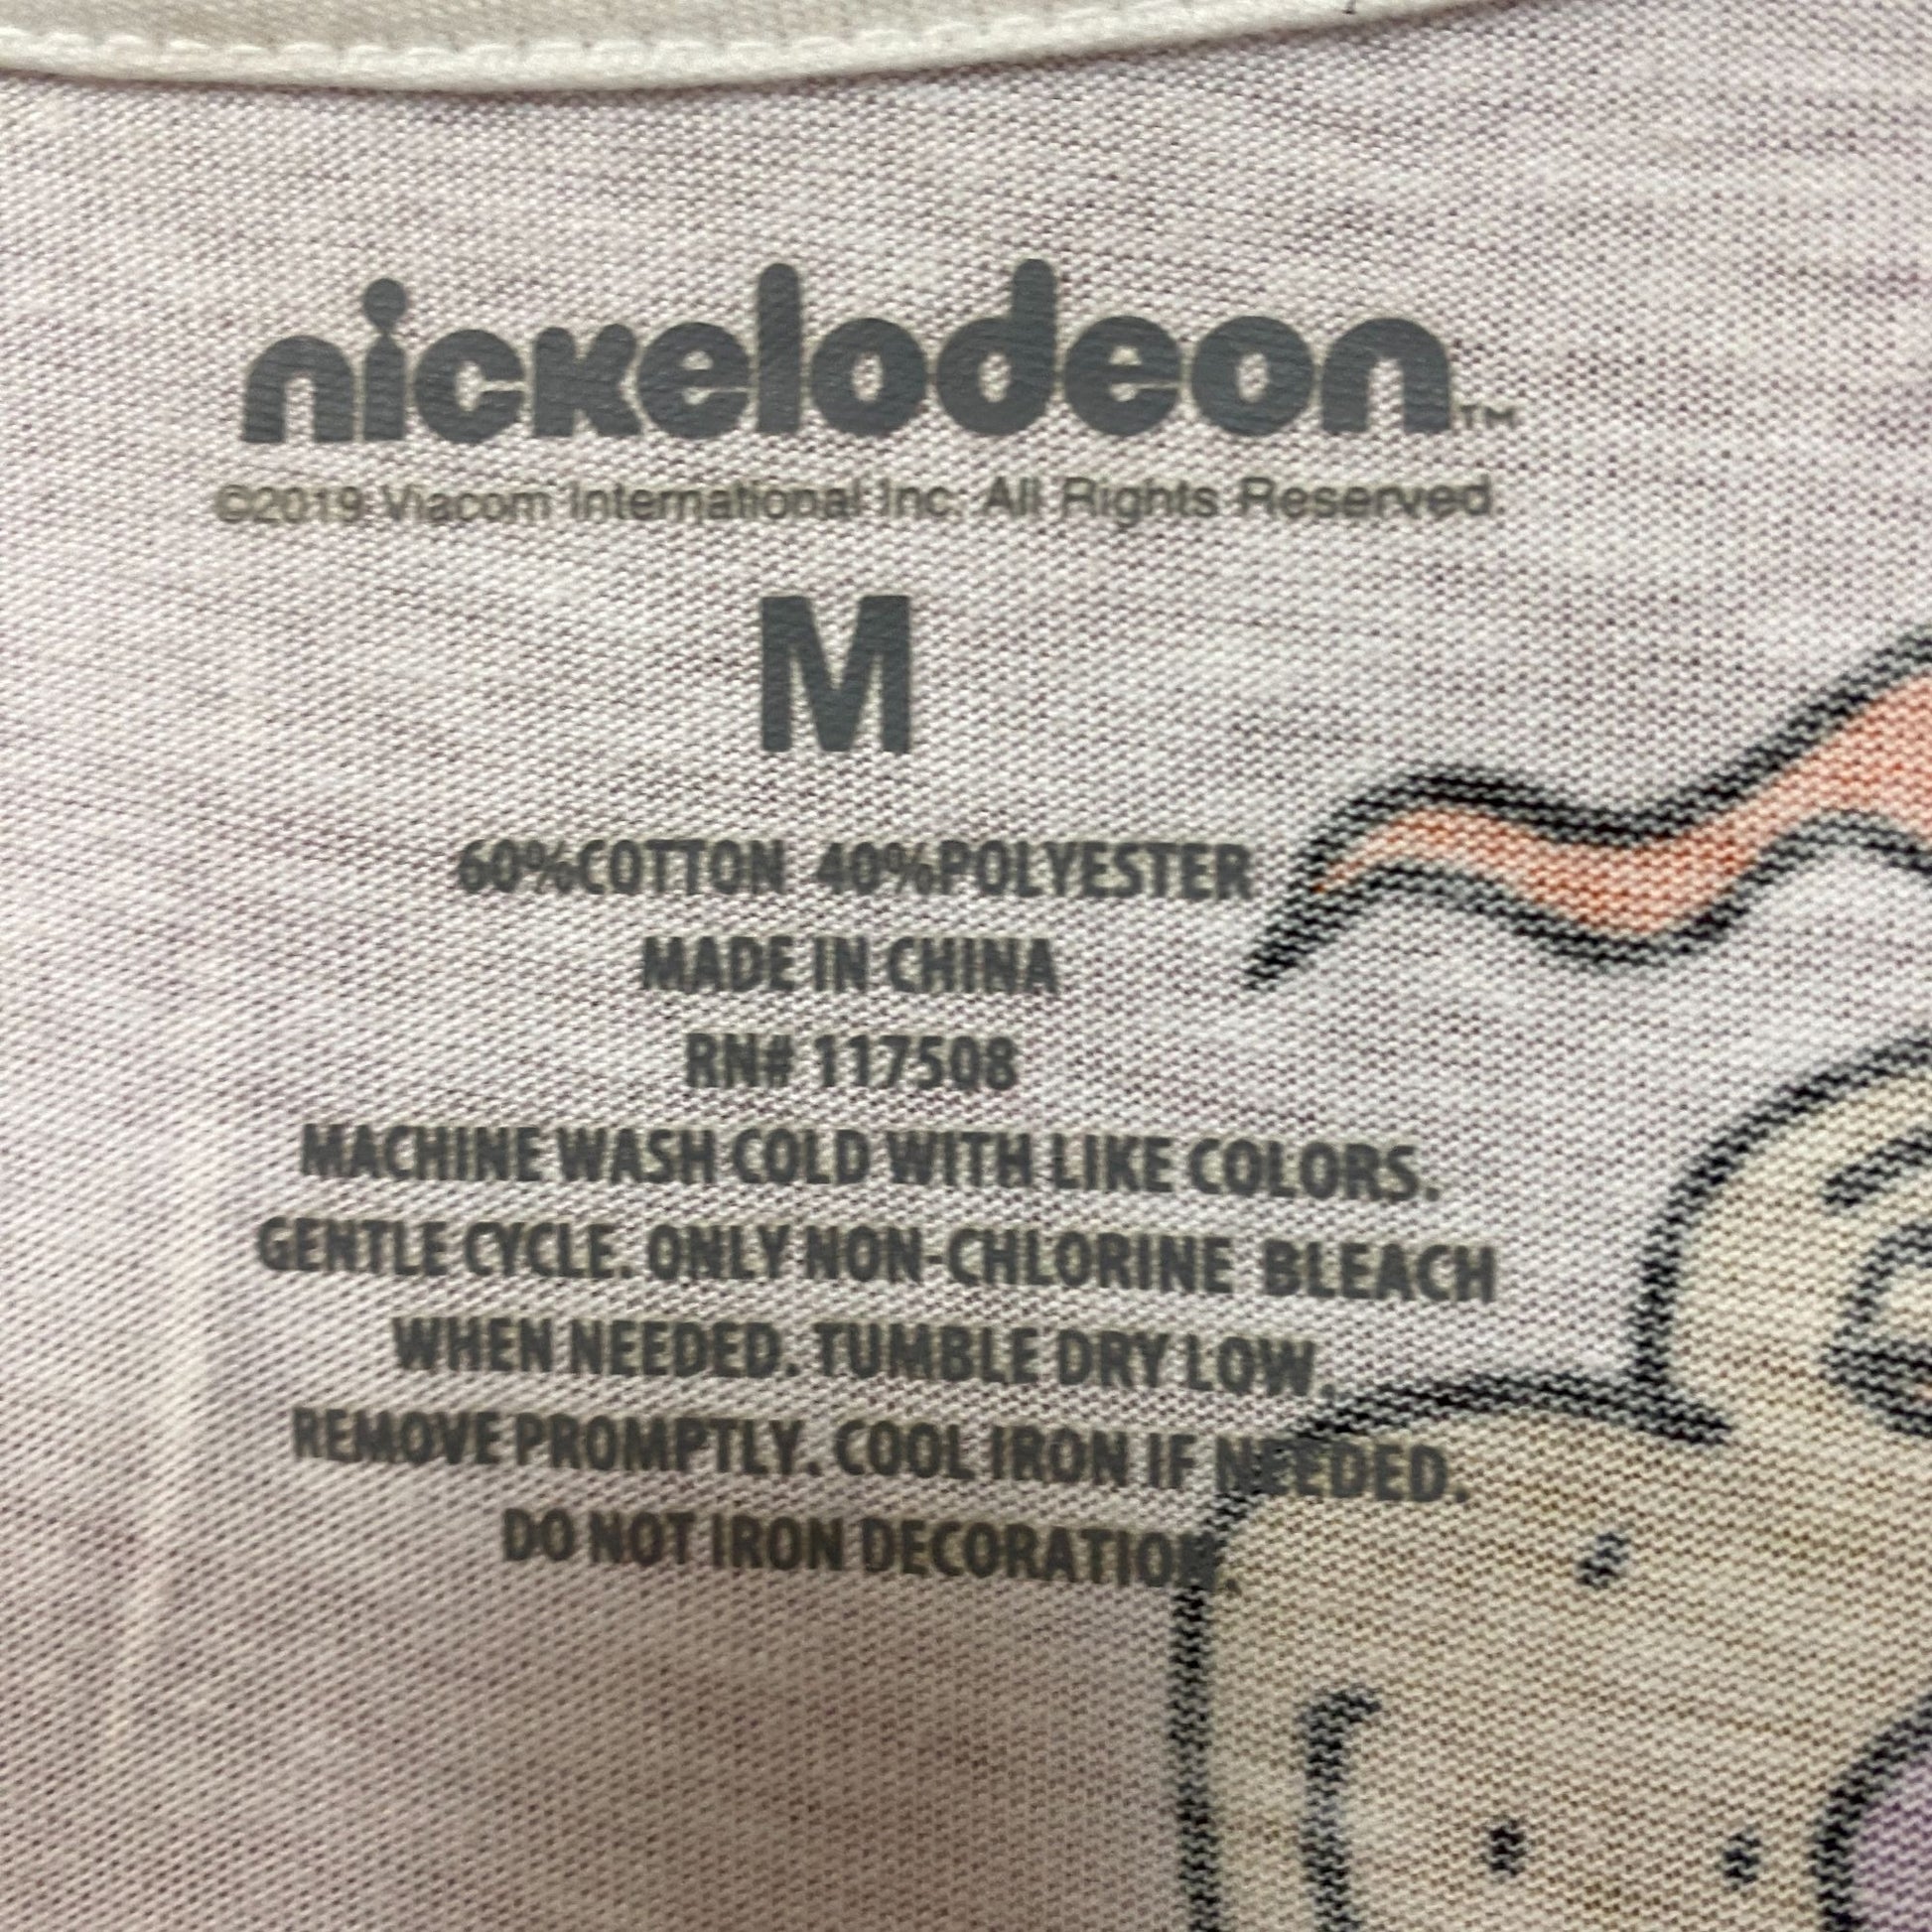 nickelodeon™
©2019 Viacom International Inc. All Rights Reserved.
M
60%COTTON 40%POLYESTER
MADE IN CHINA
RN# 117508
MACHINE WASH COLD WITH LIKE COLORS.
GENTLE CYCLE. ONLY NON-CHLORINE BLEACH
WHEN NEEDED. TUMBLE DRY LOW.
REMOVE PROMPTLY. COOL IRON IF NEEDED.
DO NOT IRON DECORATION.